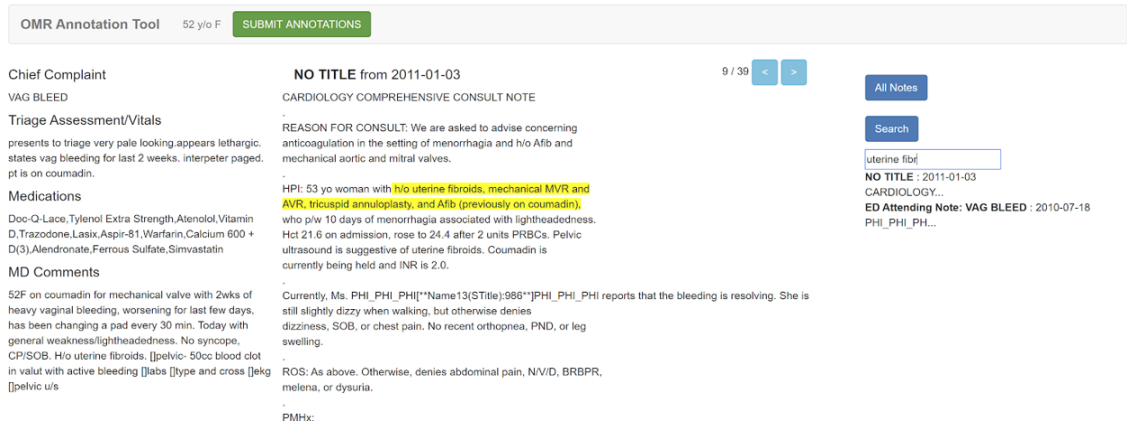 OMR Annotation Tool 52 y/o F SUBMIT ANNOTATIONS
Chief Complaint
VAG BLEED
Triage Assessment/Vitals
presents to triage very pale looking.appears lethargic.
states vag bleeding for last 2 weeks. interpeter paged.
pt is on coumadin.
Medications
Doc-Q-Lace,Tylenol Extra Strength,Atenolol,Vitamin
D,Trazodone,Lasix,Aspir-81,Warfarin,Calcium 600 +
D(3),Alendronate,Ferrous Sulfate,Simvastatin
MD Comments
52F on coumadin for mechanical valve with 2wks of
heavy vaginal bleeding, worsening for last few days,
has been changing a pad every 30 min. Today with
general weakness/lightheadedness. No syncope,
CP/SOB. H/o uterine fibroids. []pelvic- 50cc blood clot
in valut with active bleeding []labs []type and cross []ekg
[]pelvic u/s
NO TITLE from 2011-01-03
9 / 39 < >
CARDIOLOGY COMPREHENSIVE CONSULT NOTE
.
REASON FOR CONSULT: We are asked to advise concerning
anticoagulation in the setting of menorrhagia and h/o Afib and
mechanical aortic and mitral valves.
.
HPI: 53 yo woman with h/o uterine fibroids, mechanical MVR and
AVR, tricuspid annuloplasty, and Afib (previously on coumadin),
who p/w 10 days of menorrhagia associated with lightheadedness.
Hct 21.6 on admission, rose to 24.4 after 2 units PRBCs. Pelvic
ultrasound is suggestive of uterine fibroids. Coumadin is
currently being held and INR is 2.0.
.
Currently, Ms. PHI_PHI_PHI[**Name13(STitle):986**]PHI_PHI_PHI reports that the bleeding is resolving. She is
still slightly dizzy when walking, but otherwise denies
dizziness, SOB, or chest pain. No recent orthopnea, PND, or leg
swelling.
.
ROS: As above. Otherwise, denies abdominal pain, N/V/D, BRBPR,
melena, or dysuria.
.
PMHx:
All Notes
Search
uterine fibr
NO TITLE : 2011-01-03
CARDIOLOGY...
ED Attending Note: VAG BLEED : 2010-07-18
PHI_PHI_PH...